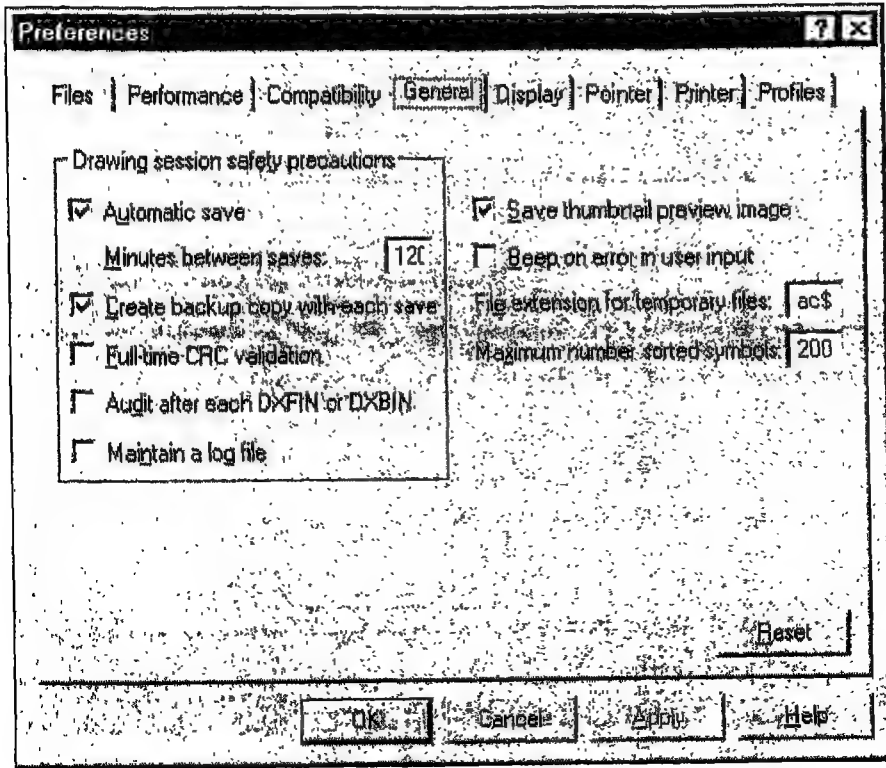 Preferences
Files Performance Compatibility General Display Pointer Printer Profiles
Drawing session safety precautions
Automatic save
Minutes between saves: 120
Create backup copy with each save
Full-time CRC validation
Audit after each DXFIN or DXBIN
Maintain a log file
Save thumbnail preview image
Beep on error in user input
File extension for temporary files: ac$
Maximum number sorted symbols: 200
Reset
OK Cancel Apply Help